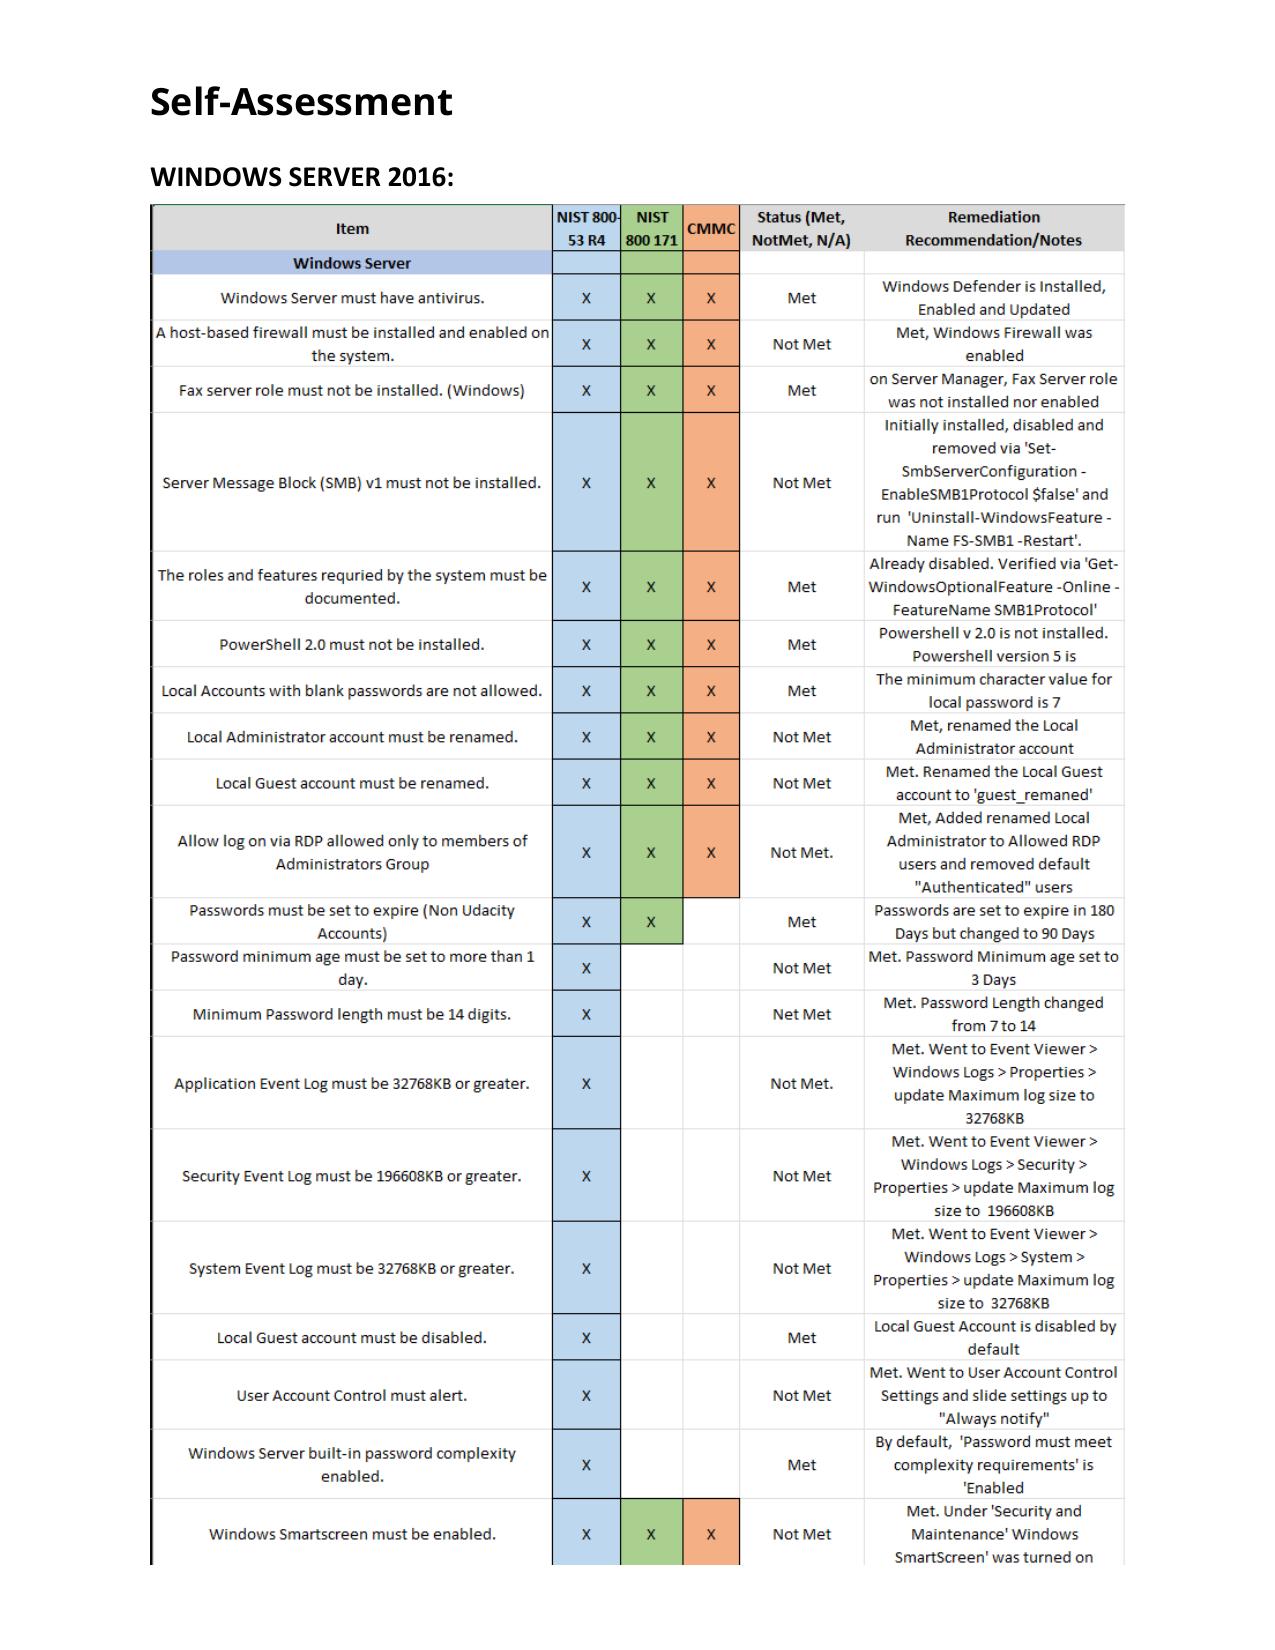 Self-Assessment
WINDOWS SERVER 2016:
Item
NIST 800-
53 R4
NIST
800 171
CMMC
Status (Met,
NotMet, N/A)
Remediation
Recommendation/Notes
Windows Server
Windows Server must have antivirus.
X
X
X
Met
Windows Defender is Installed,
Enabled and Updated
A host-based firewall must be installed and enabled on
the system.
X
X
X
Not Met
Met, Windows Firewall was
enabled
Fax server role must not be installed. (Windows)
X
X
X
Met
on Server Manager, Fax Server role
was not installed nor enabled
Server Message Block (SMB) v1 must not be installed.
X
X
X
Not Met
Initially installed, disabled and
removed via 'Set-
SmbServerConfiguration -
EnableSMB1Protocol $false' and
run 'Uninstall-WindowsFeature -
Name FS-SMB1 -Restart'.
The roles and features requried by the system must be
documented.
X
X
X
Met
Already disabled. Verified via 'Get-
WindowsOptionalFeature -Online -
FeatureName SMB1Protocol'
PowerShell 2.0 must not be installed.
X
X
X
Met
Powershell v 2.0 is not installed.
Powershell version 5 is
Local Accounts with blank passwords are not allowed.
X
X
X
Met
The minimum character value for
local password is 7
Local Administrator account must be renamed.
X
X
X
Not Met
Met, renamed the Local
Administrator account
Local Guest account must be renamed.
X
X
X
Not Met
Met. Renamed the Local Guest
account to 'guest_remaned'
Allow log on via RDP allowed only to members of
Administrators Group
X
X
X
Not Met.
Met, Added renamed Local
Administrator to Allowed RDP
users and removed default
"Authenticated" users
Passwords must be set to expire (Non Udacity
Accounts)
X
X
Met
Passwords are set to expire in 180
Days but changed to 90 Days
Password minimum age must be set to more than 1
day.
X
Not Met
Met. Password Minimum age set to
3 Days
Minimum Password length must be 14 digits.
X
Net Met
Met. Password Length changed
from 7 to 14
Application Event Log must be 32768KB or greater.
X
Not Met.
Met. Went to Event Viewer >
Windows Logs > Properties >
update Maximum log size to
32768KB
Security Event Log must be 196608KB or greater.
X
Not Met
Met. Went to Event Viewer >
Windows Logs > Security >
Properties > update Maximum log
size to 196608KB
System Event Log must be 32768KB or greater.
X
Not Met
Met. Went to Event Viewer >
Windows Logs > System >
Properties > update Maximum log
size to 32768KB
Local Guest account must be disabled.
X
Met
Local Guest Account is disabled by
default
User Account Control must alert.
X
Not Met
Met. Went to User Account Control
Settings and slide settings up to
"Always notify"
Windows Server built-in password complexity
enabled.
X
Met
By default, 'Password must meet
complexity requirements' is
'Enabled
Windows Smartscreen must be enabled.
X
X
X
Not Met
Met. Under 'Security and
Maintenance' Windows
SmartScreen' was turned on